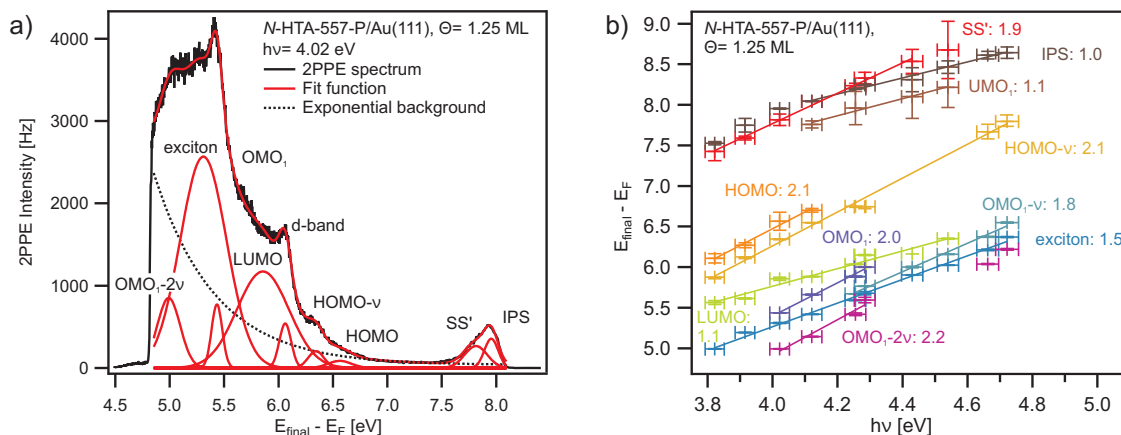 a)
N-HTA-557-P/Au(111), Θ= 1.25 ML
hν= 4.02 eV
2PPE spectrum
Fit function
Exponential background
4000
3000
2000
1000
0
2PPE Intensity [Hz]
exciton
OMO₁
d-band
LUMO
OMO₁-2ν
HOMO-ν
HOMO
SS'
IPS
4.5 5.0 5.5 6.0 6.5 7.0 7.5 8.0
E_final - E_F [eV]
b)
N-HTA-557-P/Au(111),
Θ= 1.25 ML
SS': 1.9
IPS: 1.0
UMO₁: 1.1
HOMO-ν: 2.1
HOMO: 2.1
OMO₁-ν: 1.8
OMO₁: 2.0
exciton: 1.5
LUMO:
1.1
OMO₁-2ν: 2.2
9.0
8.5
8.0
7.5
7.0
6.5
6.0
5.5
5.0
E_final - E_F [eV]
3.8 4.0 4.2 4.4 4.6 4.8 5.0
hν [eV]